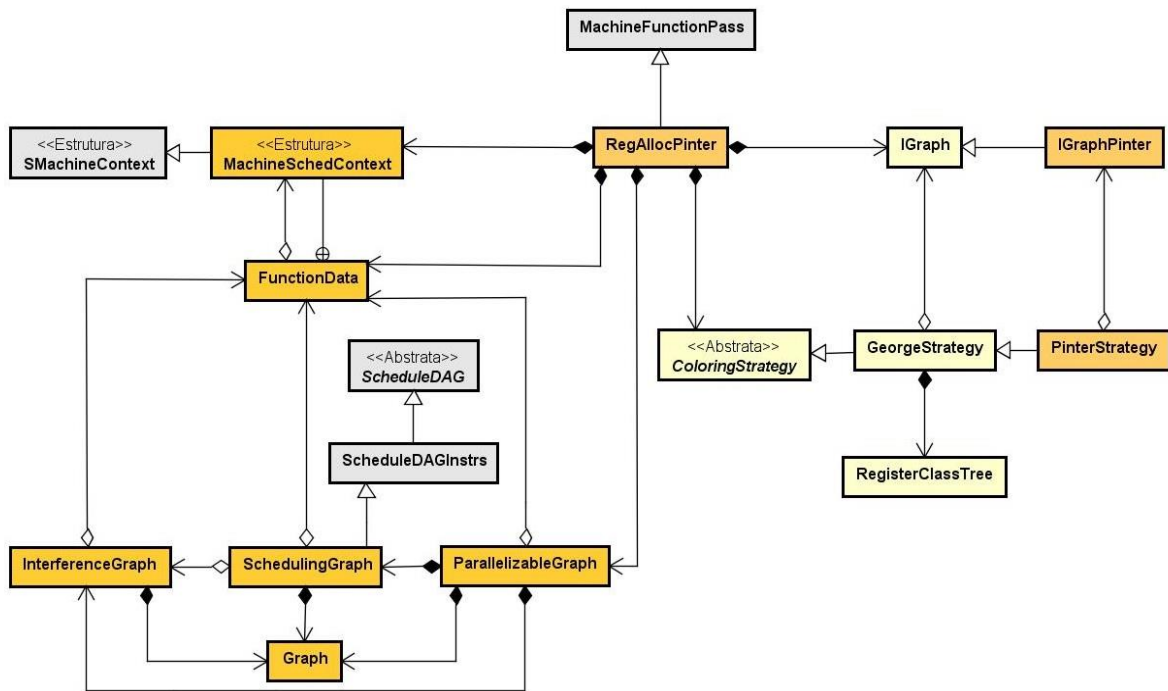 MachineFunctionPass
<<Estrutura>>
SMachineContext
<<Estrutura>>
MachineSchedContext
RegAllocPinter
IGraph
IGraphPinter
FunctionData
<<Abstrata>>
ScheduleDAG
<<Abstrata>>
ColoringStrategy
GeorgeStrategy
PinterStrategy
ScheduleDAGInstrs
RegisterClassTree
InterferenceGraph
SchedulingGraph
ParallelizableGraph
Graph